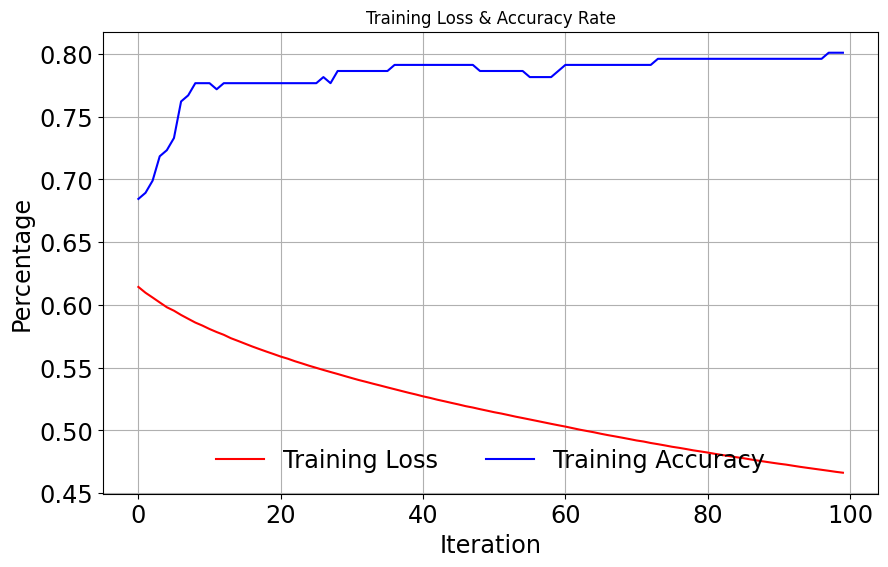 Training Loss & Accuracy Rate
0.80
0.75
0.70
0.65
0.60
0.55
0.50
0.45
Percentage
Training Loss Training Accuracy
0 20 40 60 80 100
Iteration